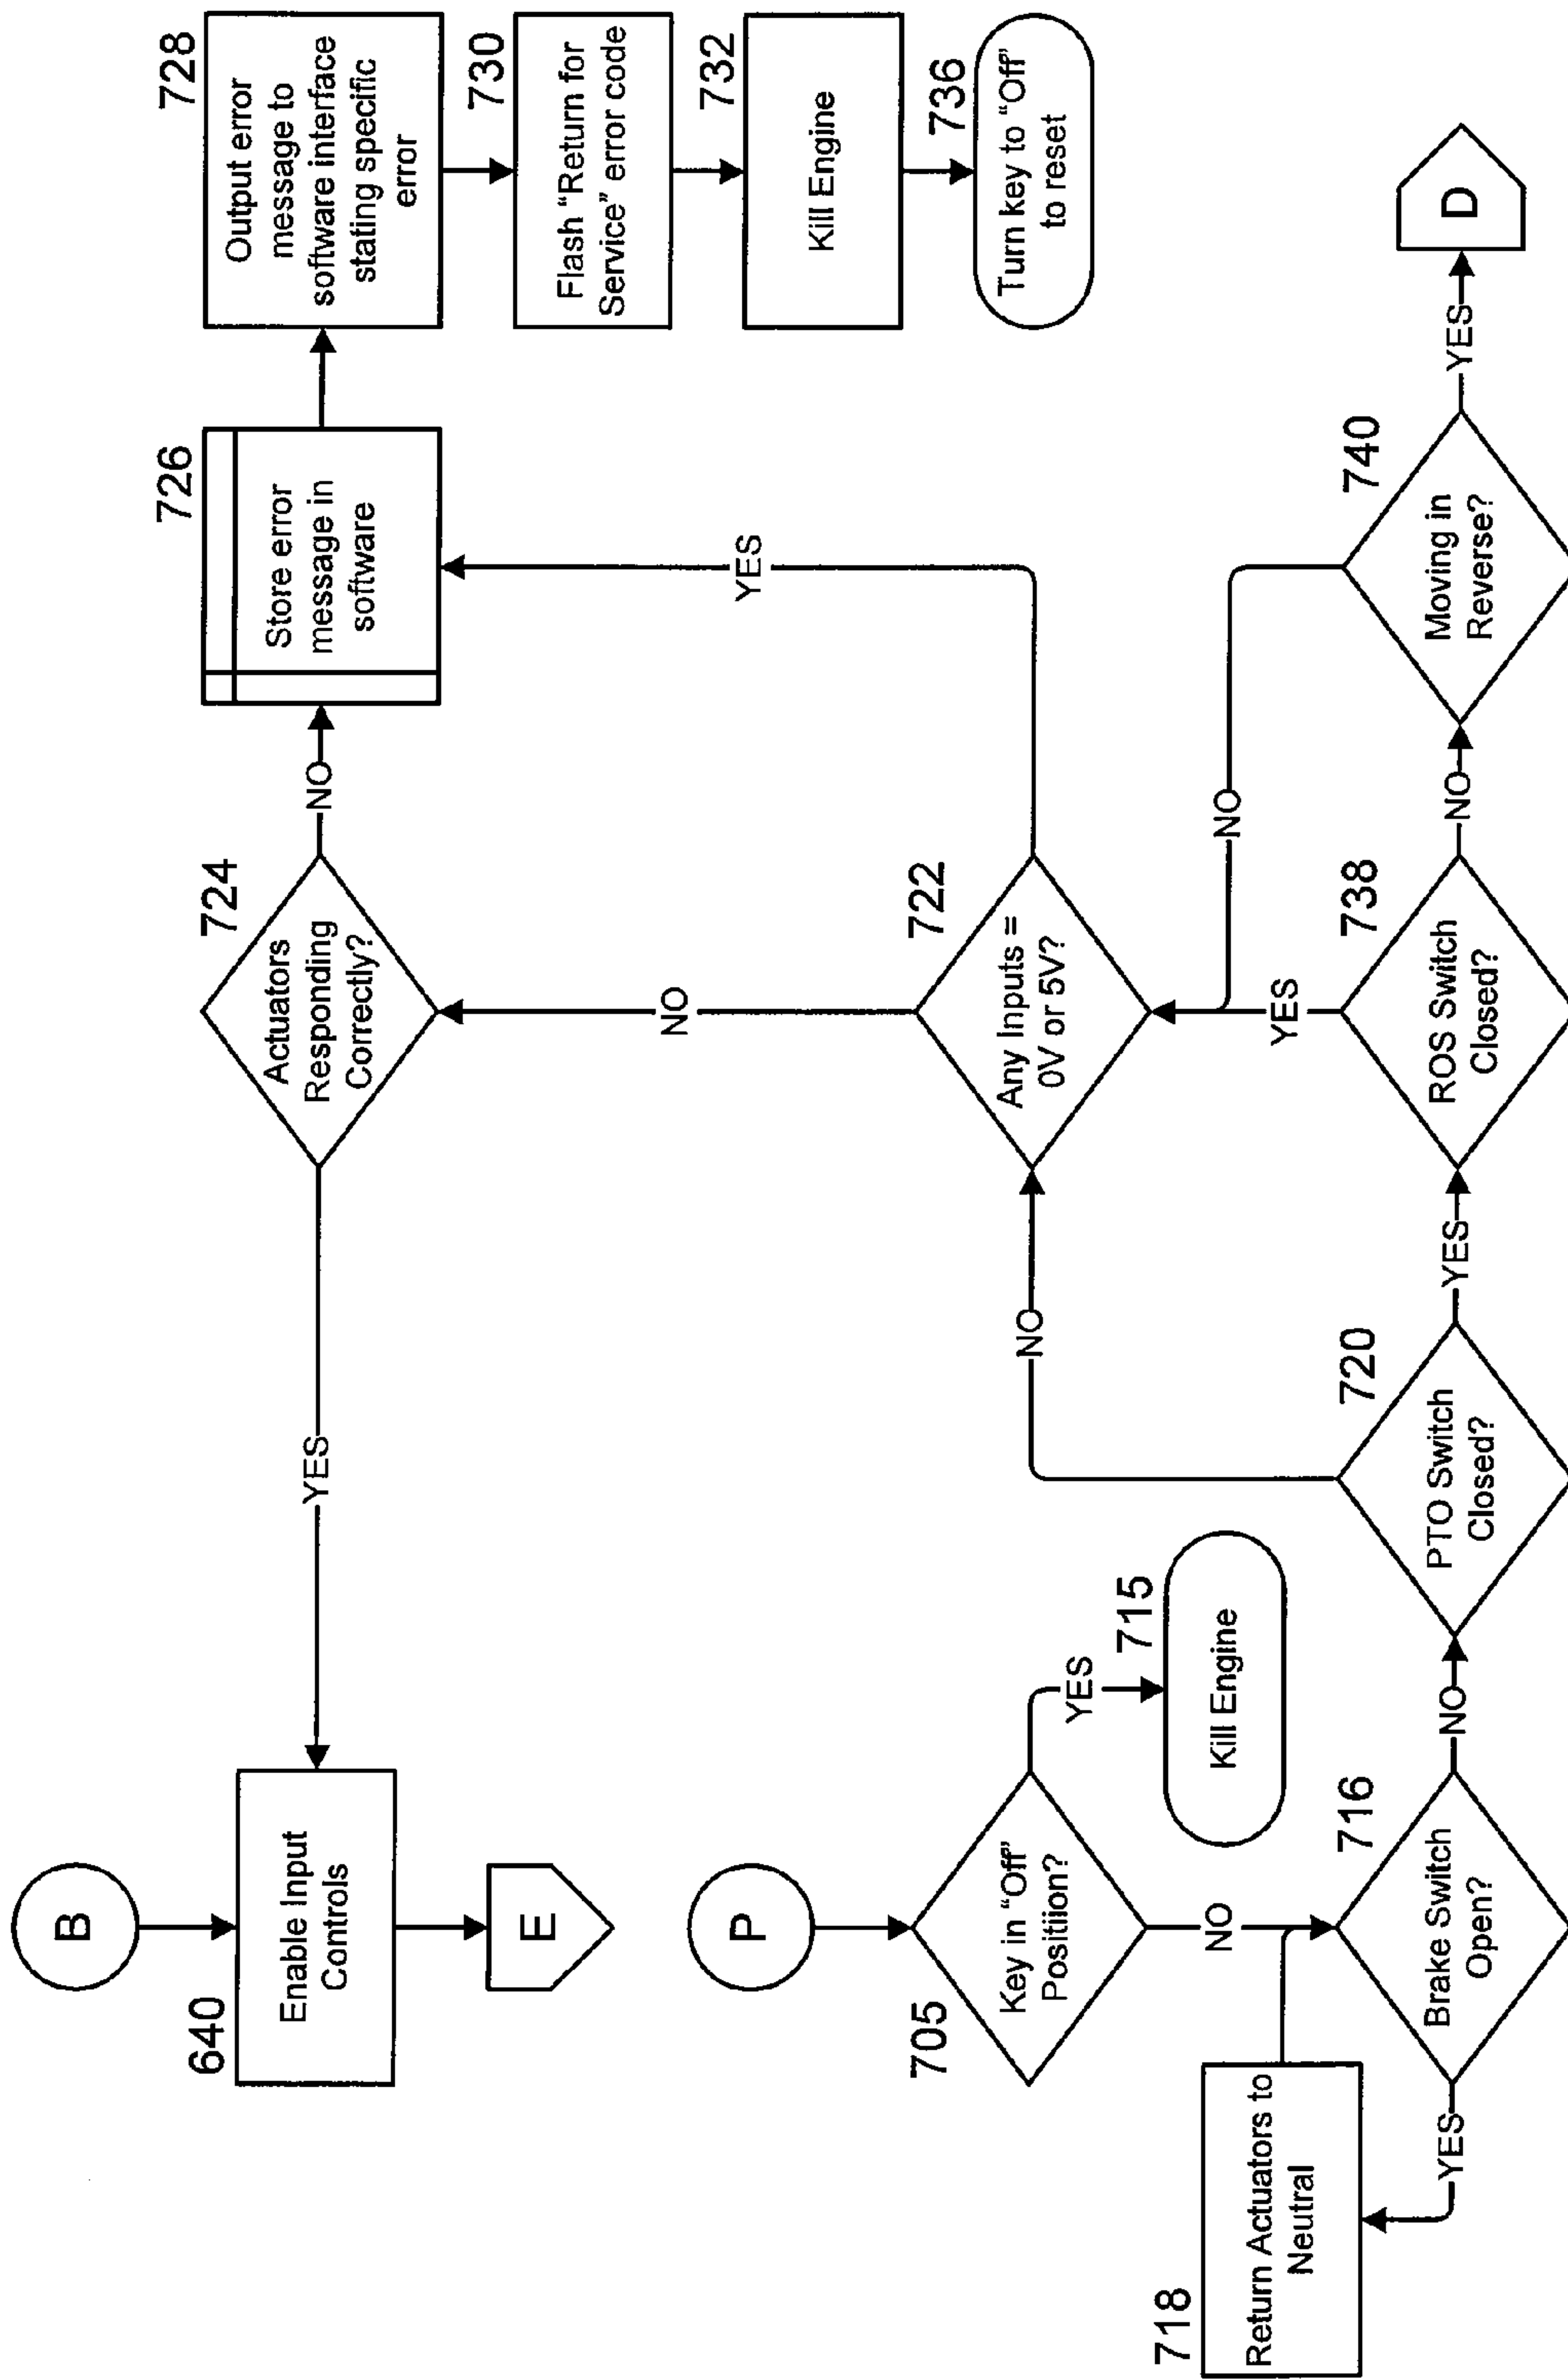 B
640
Enable Input
Controls
E
YES
724
Actuators
Responding
Correctly?
NO
726
Store error
message in
software
728
Output error
message to
software interface
stating specific
error
730
Flash “Return for
Service” error code
732
Kill Engine
736
Turn key to “Off”
to reset
P
705
Key in “Off”
Positiion?
YES
715
Kill Engine
NO
718
Return Actuators to
Neutral
YES
716
Brake Switch
Open?
NO
720
PTO Switch
Closed?
NO
YES
722
Any Inputs =
0V or 5V?
NO
YES
738
ROS Switch
Closed?
YES
NO
740
Moving in
Reverse?
NO
YES
D